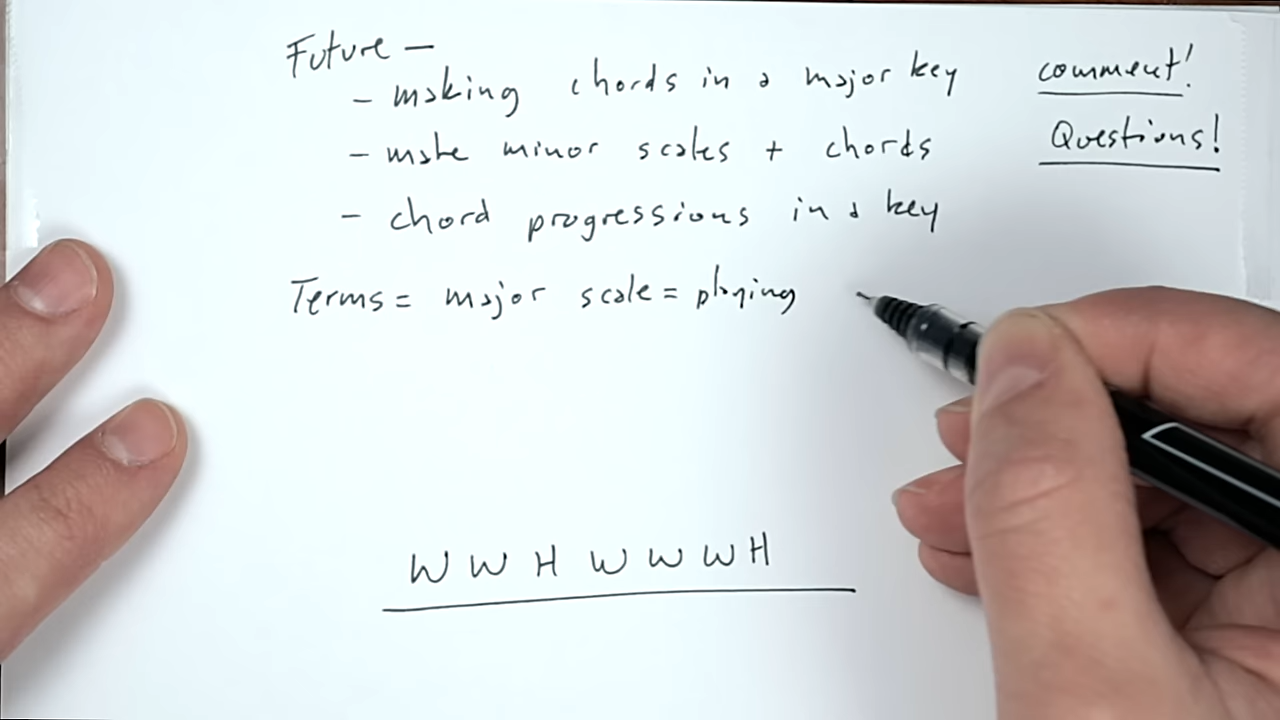 Future -
- making chords in a major key
- make minor scales + chords
- chord progressions in a key
comment!
Questions!
Terms = major scale = playing
W W H W W W H